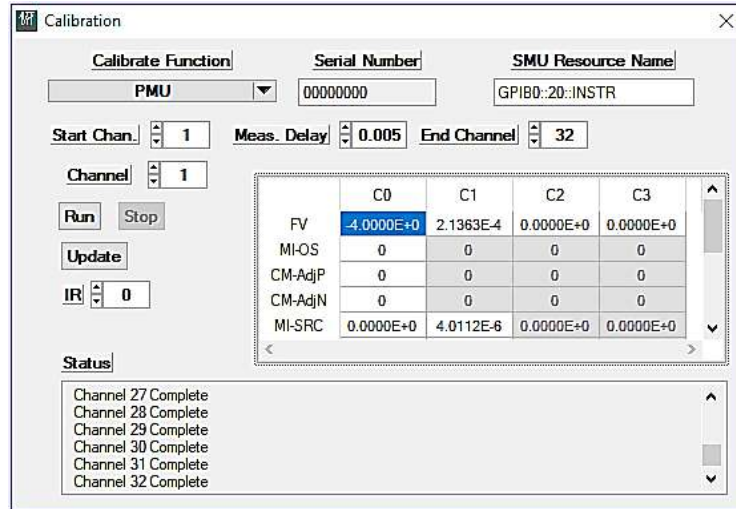 Calibration
Calibrate Function Serial Number SMU Resource Name
PMU 00000000 GPIB0::20::INSTR
Start Chan. 1 Meas. Delay 0.005 End Channel 32
Channel 1
C0 C1 C2 C3
Run Stop
FV -4.0000E+0 2.1363E-4 0.0000E+0 0.0000E+0
Update
MI-OS 0 0 0 0
CM-AdjP 0 0 0 0
IR 0
CM-AdjN 0 0 0 0
MI-SRC 0.0000E+0 4.0112E-6 0.0000E+0 0.0000E+0
Status
Channel 27 Complete
Channel 28 Complete
Channel 29 Complete
Channel 30 Complete
Channel 31 Complete
Channel 32 Complete